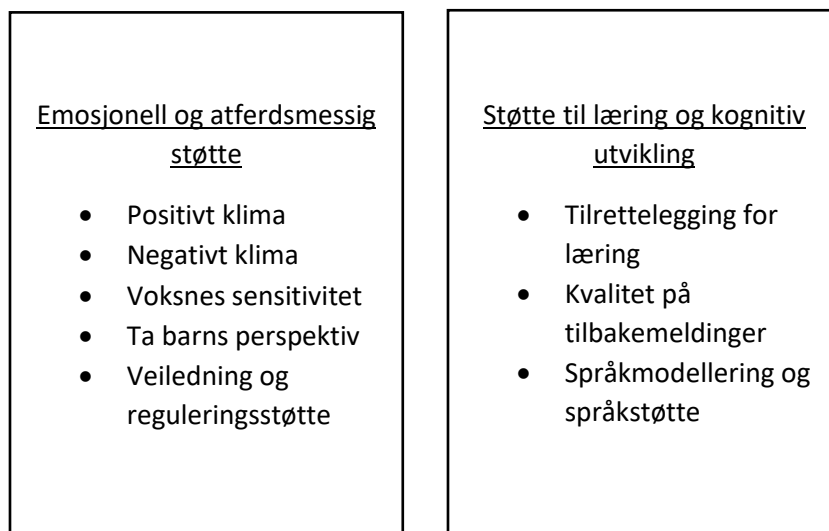 Emosjonell og atferdsmessig
støtte
• Positivt klima
• Negativt klima
• Voksnes sensitivitet
• Ta barns perspektiv
• Veiledning og
reguleringsstøtte
Støtte til læring og kognitiv
utvikling
• Tilrettelegging for
læring
• Kvalitet på
tilbakemeldinger
• Språkmodellering og
språkstøtte